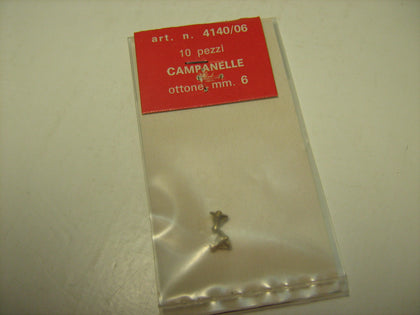 art. n. 4140/06
10 pezzi
CAMPANELLE
ottone, mm. 6